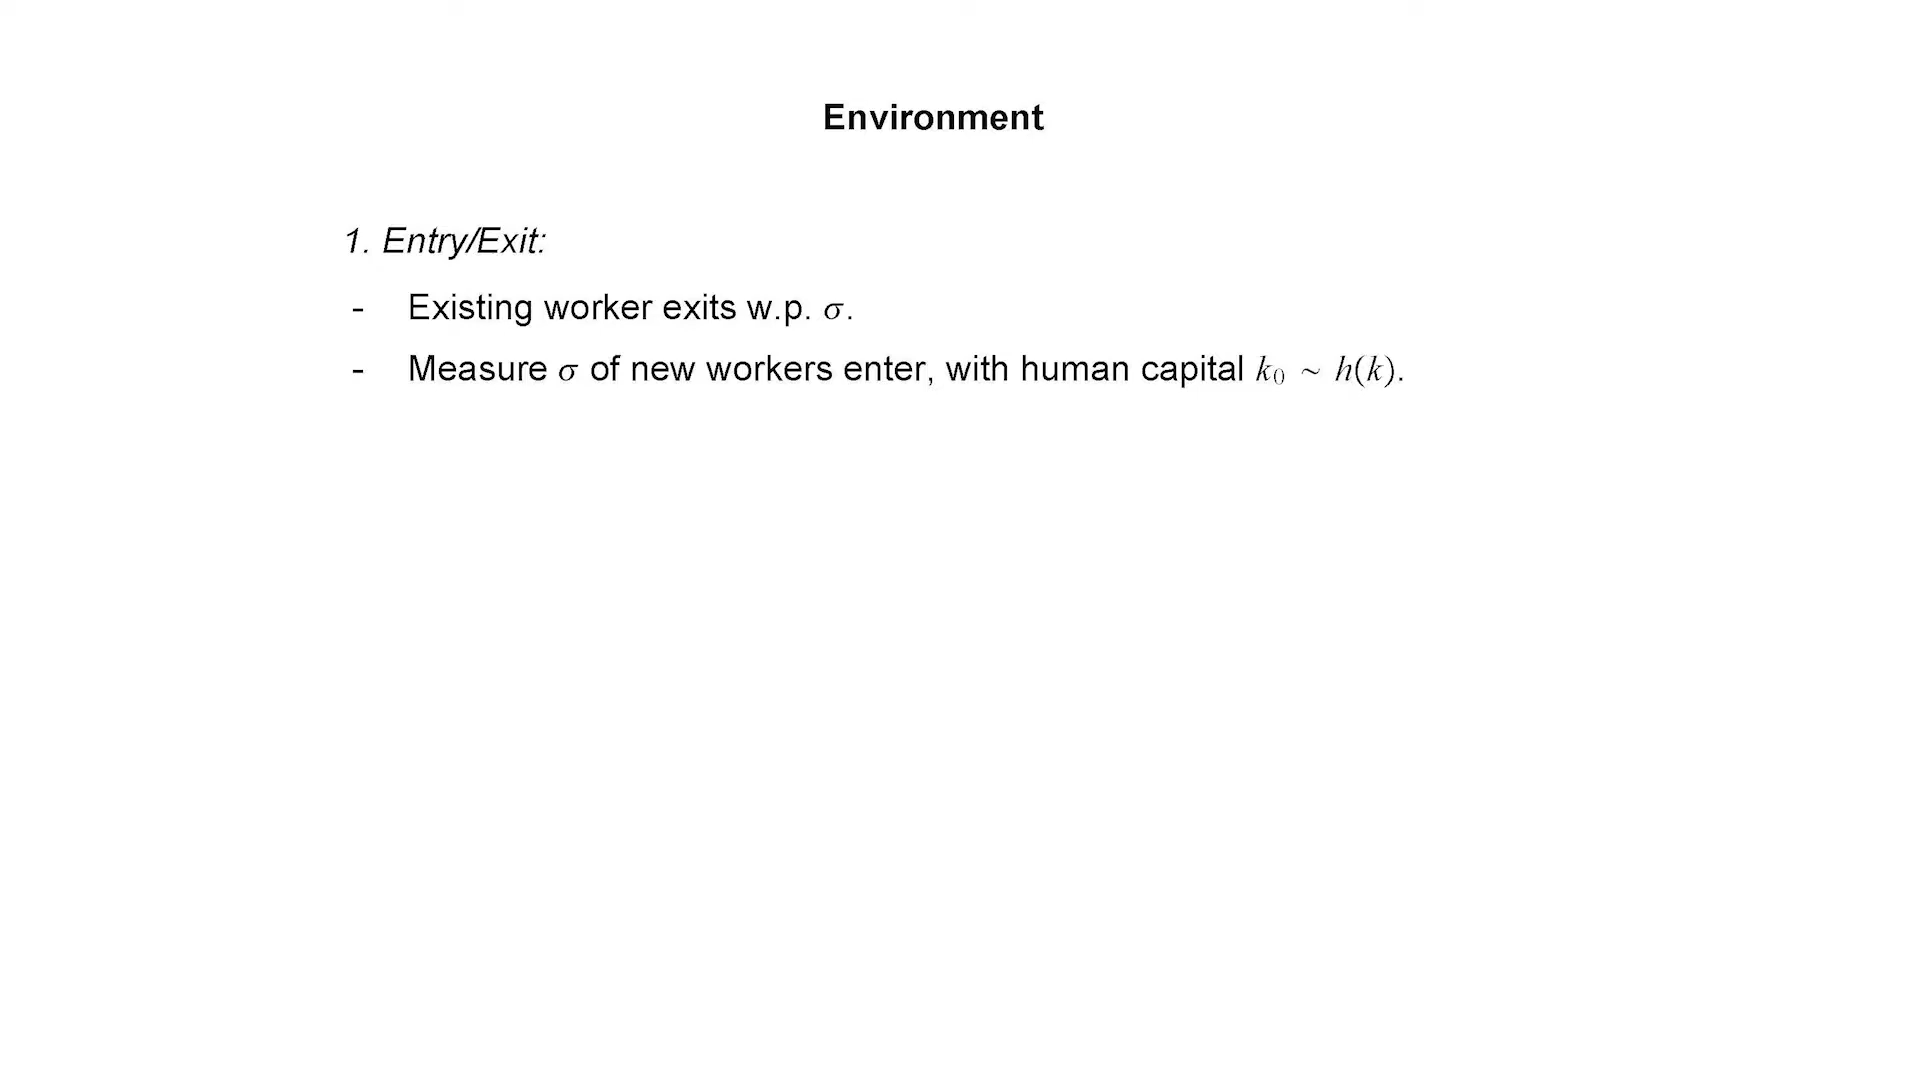 Environment
1. Entry/Exit:
- Existing worker exits w.p. σ.
- Measure σ of new workers enter, with human capital k₀ ~ h(k).